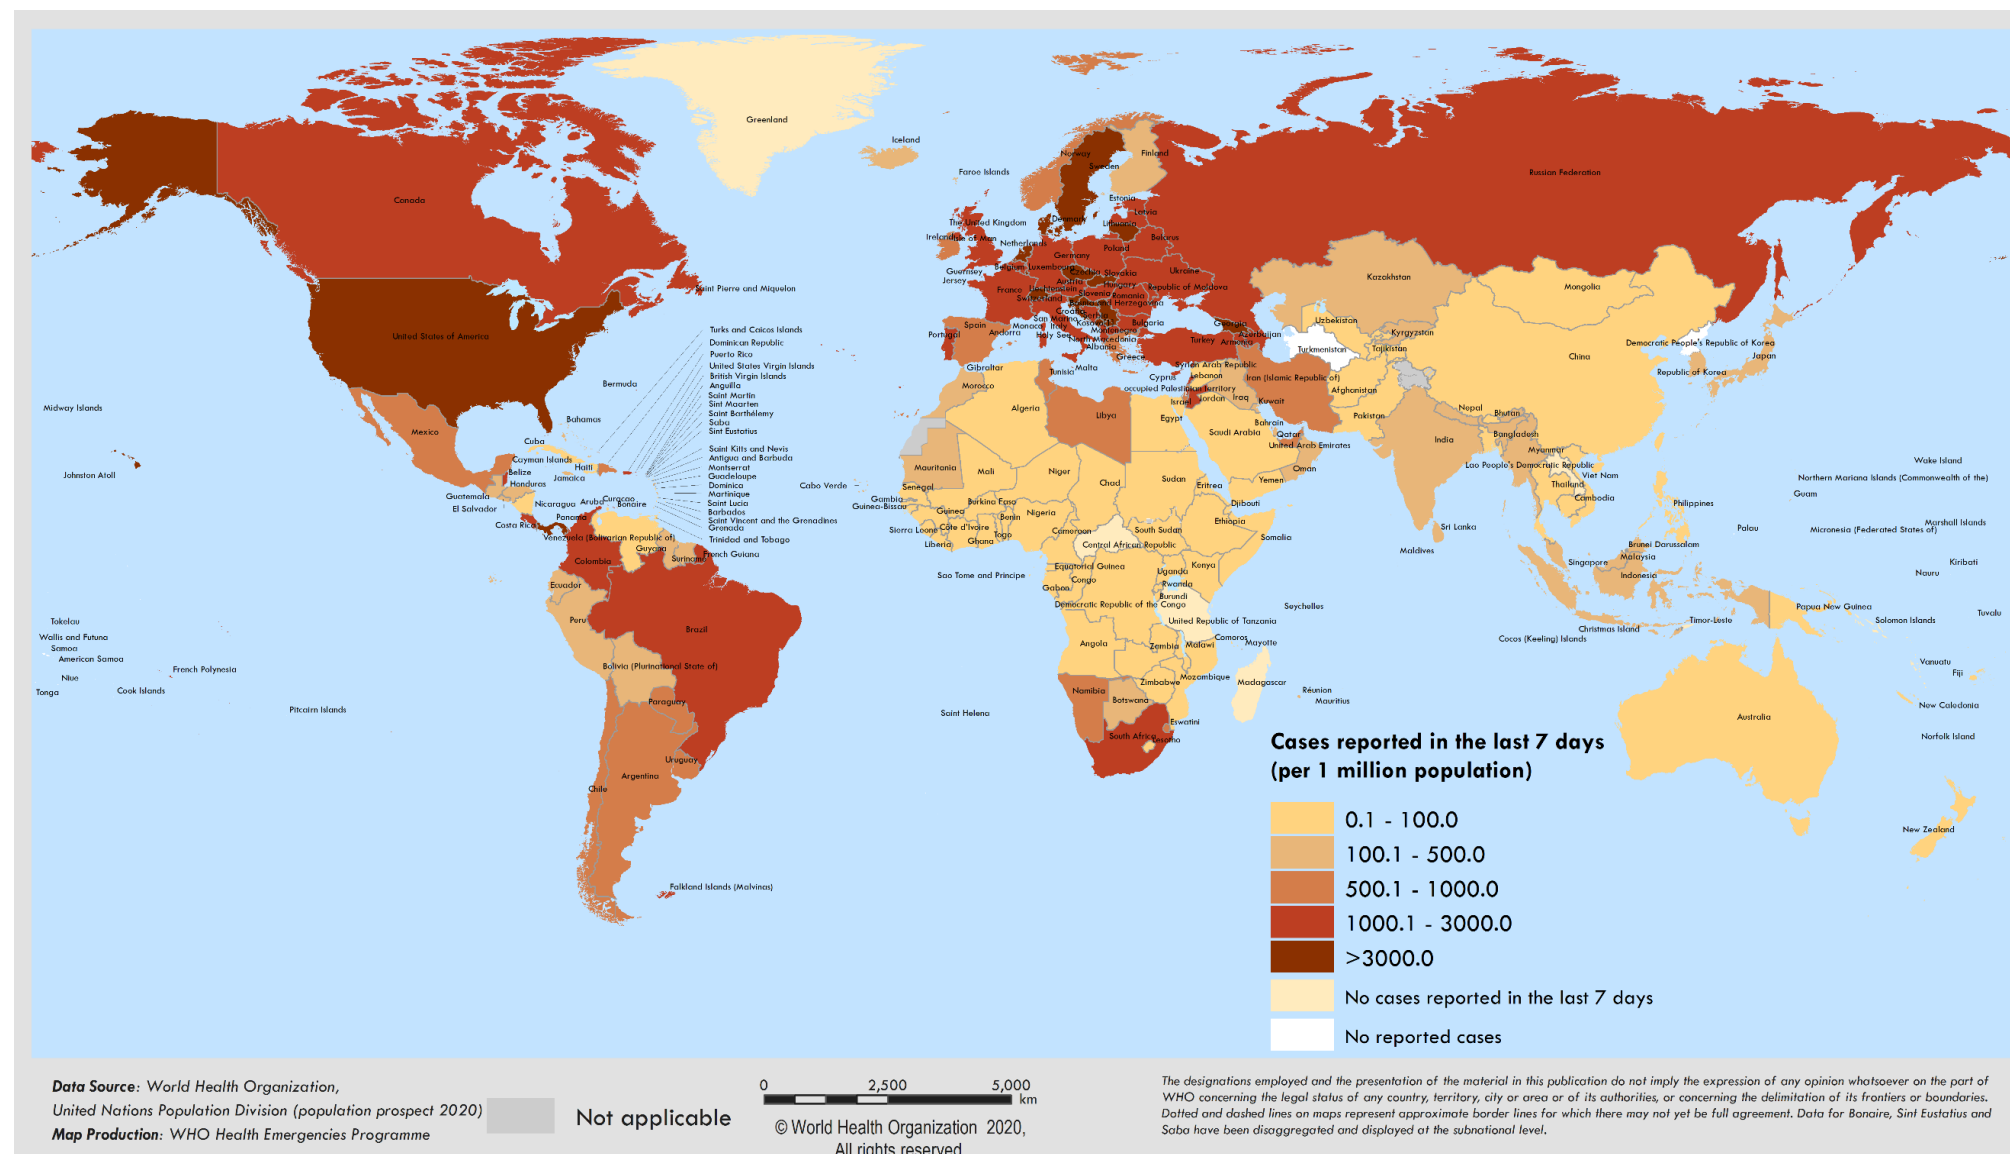 Greenland
Iceland
Faroe Islands
Norway
Sweden
Finland
Estonia
Latvia
Lithuania
Denmark
The United Kingdom
Ireland
Isle of Man
Netherlands
Belarus
Poland
Germany
Belgium
Luxembourg
Czechia
Slovakia
Ukraine
Guernsey
Jersey
Austria
Hungary
France
Liechtenstein
Switzerland
Slovenia
Romania
Republic of Moldova
Bosnia and Herzegovina
Croatia
Serbia
San Marino
Monaco
Italy
Kosovo[1]
Bulgaria
Montenegro
Holy See
North Macedonia
Albania
Greece
Spain
Andorra
Portugal
Gibraltar
Malta
Tunisia
Cyprus
Turkey
Georgia
Armenia
Azerbaijan
Russian Federation
Canada
Saint Pierre and Miquelon
United States of America
Bermuda
Midway Islands
Johnston Atoll
Mexico
Bahamas
Cuba
Cayman Islands
Haiti
Jamaica
Belize
Honduras
Guatemala
El Salvador
Nicaragua
Costa Rica
Panama
Aruba
Curacao
Bonaire
Turks and Caicos Islands
Dominican Republic
Puerto Rico
United States Virgin Islands
British Virgin Islands
Anguilla
Saint Martin
Sint Maarten
Saint Barthélemy
Saba
Sint Eustatius
Saint Kitts and Nevis
Antigua and Barbuda
Montserrat
Guadeloupe
Dominica
Martinique
Saint Lucia
Barbados
Saint Vincent and the Grenadines
Grenada
Trinidad and Tobago
Venezuela (Bolivarian Republic of)
Guyana
Suriname
French Guiana
Colombia
Ecuador
Peru
Brazil
Bolivia (Plurinational State of)
Paraguay
Uruguay
Argentina
Chile
Falkland Islands (Malvinas)
Tokelau
Wallis and Futuna
Samoa
American Samoa
Niue
Tonga
Cook Islands
French Polynesia
Pitcairn Islands
Cabo Verde
Morocco
Algeria
Libya
Egypt
Mauritania
Mali
Niger
Chad
Sudan
Eritrea
Djibouti
Senegal
Gambia
Guinea-Bissau
Guinea
Sierra Leone
Liberia
Côte d'Ivoire
Burkina Faso
Ghana
Togo
Benin
Nigeria
Cameroon
Central African Republic
South Sudan
Ethiopia
Somalia
Equatorial Guinea
Sao Tome and Principe
Gabon
Congo
Democratic Republic of the Congo
Uganda
Kenya
Rwanda
Burundi
United Republic of Tanzania
Seychelles
Comoros
Mayotte
Angola
Zambia
Malawi
Mozambique
Zimbabwe
Madagascar
Réunion
Mauritius
Namibia
Botswana
Eswatini
South Africa
Lesotho
Saint Helena
Syrian Arab Republic
Lebanon
occupied Palestinian territory
Israel
Jordan
Iraq
Kuwait
Iran (Islamic Republic of)
Bahrain
Qatar
Saudi Arabia
United Arab Emirates
Oman
Yemen
Kazakhstan
Uzbekistan
Kyrgyzstan
Turkmenistan
Tajikistan
Afghanistan
Pakistan
Mongolia
China
Democratic People's Republic of Korea
Japan
Republic of Korea
Nepal
Bhutan
India
Bangladesh
Myanmar
Lao People's Democratic Republic
Viet Nam
Thailand
Cambodia
Sri Lanka
Maldives
Philippines
Brunei Darussalam
Malaysia
Singapore
Indonesia
Timor-Leste
Christmas Island
Cocos (Keeling) Islands
Wake Island
Northern Mariana Islands (Commonwealth of the)
Guam
Palau
Micronesia (Federated States of)
Marshall Islands
Kiribati
Nauru
Papua New Guinea
Solomon Islands
Tuvalu
Vanuatu
Fiji
New Caledonia
Norfolk Island
Australia
New Zealand
Cases reported in the last 7 days
(per 1 million population)
0.1 - 100.0
100.1 - 500.0
500.1 - 1000.0
1000.1 - 3000.0
>3000.0
No cases reported in the last 7 days
No reported cases
Data Source: World Health Organization,
United Nations Population Division (population prospect 2020)
Map Production: WHO Health Emergencies Programme
Not applicable
0 2,500 5,000
km
© World Health Organization 2020,
All rights reserved
The designations employed and the presentation of the material in this publication do not imply the expression of any opinion whatsoever on the part of
WHO concerning the legal status of any country, territory, city or area or of its authorities, or concerning the delimitation of its frontiers or boundaries.
Dotted and dashed lines on maps represent approximate border lines for which there may not yet be full agreement. Data for Bonaire, Sint Eustatius and
Saba have been disaggregated and displayed at the subnational level.